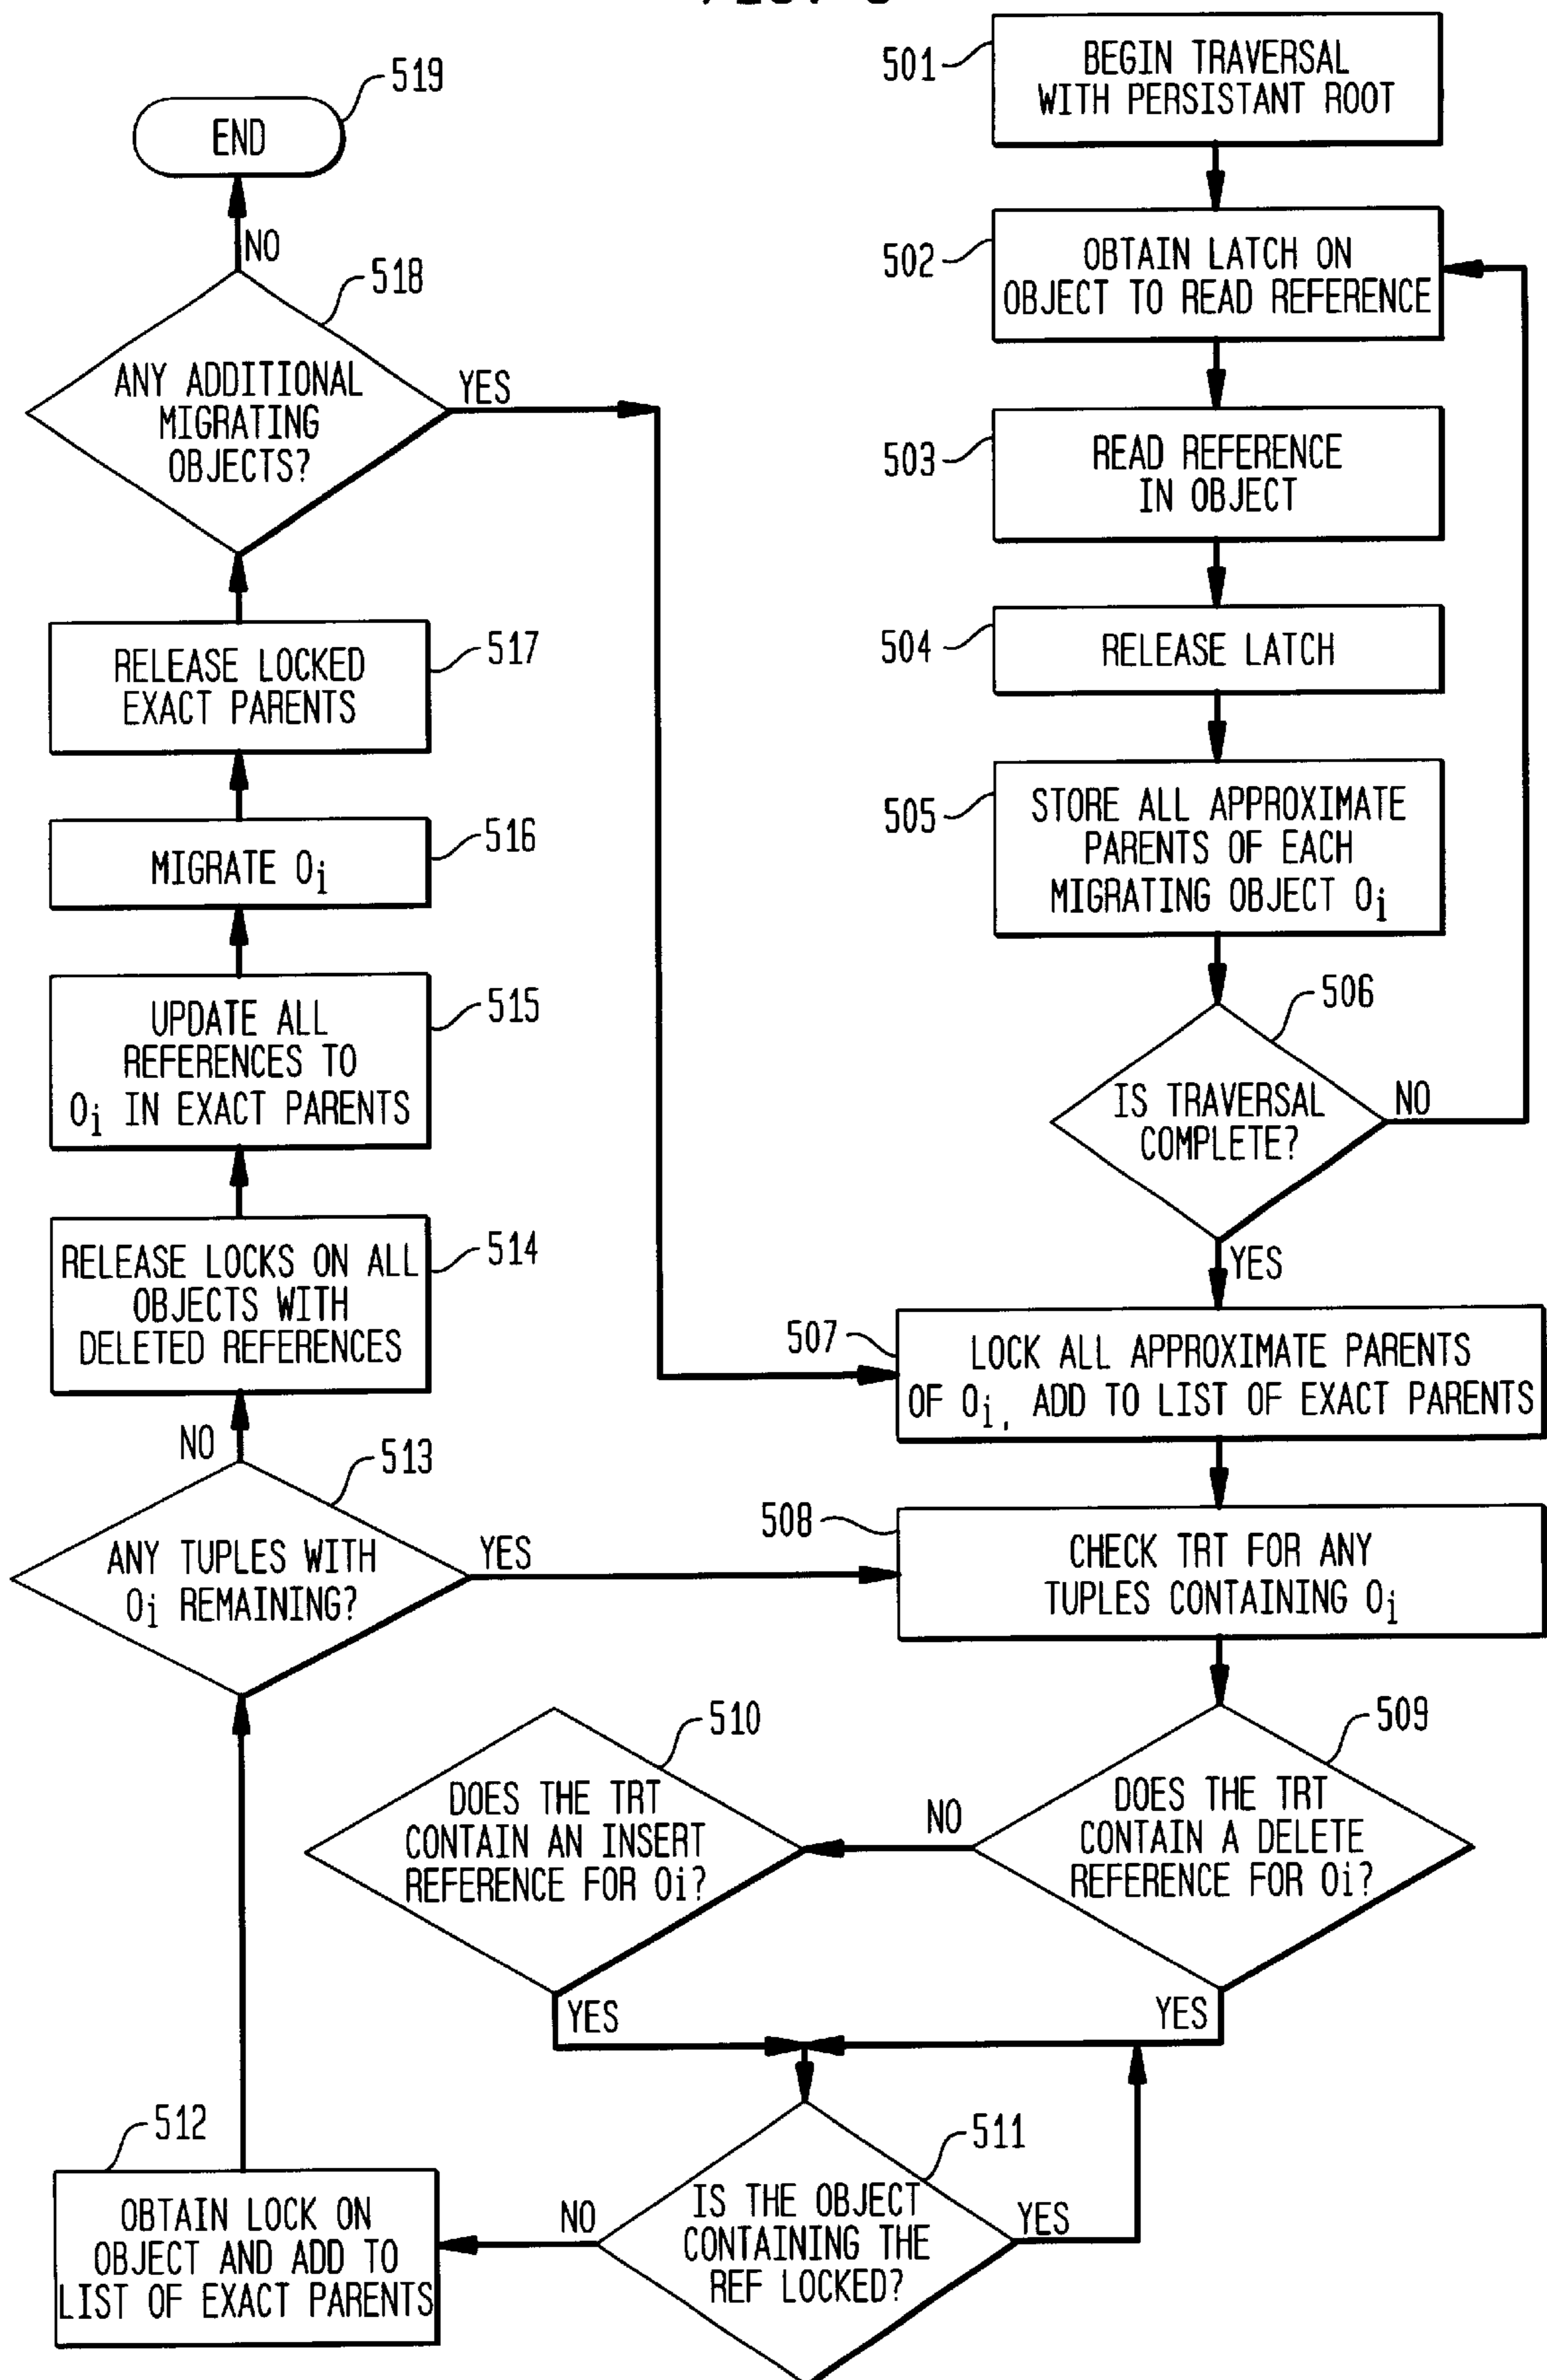 501
BEGIN TRAVERSAL
WITH PERSISTANT ROOT
502
OBTAIN LATCH ON
OBJECT TO READ REFERENCE
503
READ REFERENCE
IN OBJECT
504
RELEASE LATCH
505
STORE ALL APPROXIMATE
PARENTS OF EACH
MIGRATING OBJECT Oi
506
IS TRAVERSAL
COMPLETE?
NO
YES
507
LOCK ALL APPROXIMATE PARENTS
OF Oi, ADD TO LIST OF EXACT PARENTS
508
CHECK TRT FOR ANY
TUPLES CONTAINING Oi
509
DOES THE TRT
CONTAIN A DELETE
REFERENCE FOR Oi?
NO
YES
510
DOES THE TRT
CONTAIN AN INSERT
REFERENCE FOR Oi?
YES
511
IS THE OBJECT
CONTAINING THE
REF LOCKED?
YES
NO
512
OBTAIN LOCK ON
OBJECT AND ADD TO
LIST OF EXACT PARENTS
513
ANY TUPLES WITH
Oi REMAINING?
YES
NO
514
RELEASE LOCKS ON ALL
OBJECTS WITH
DELETED REFERENCES
515
UPDATE ALL
REFERENCES TO
Oi IN EXACT PARENTS
516
MIGRATE Oi
517
RELEASE LOCKED
EXACT PARENTS
518
ANY ADDITIONAL
MIGRATING
OBJECTS?
YES
NO
519
END